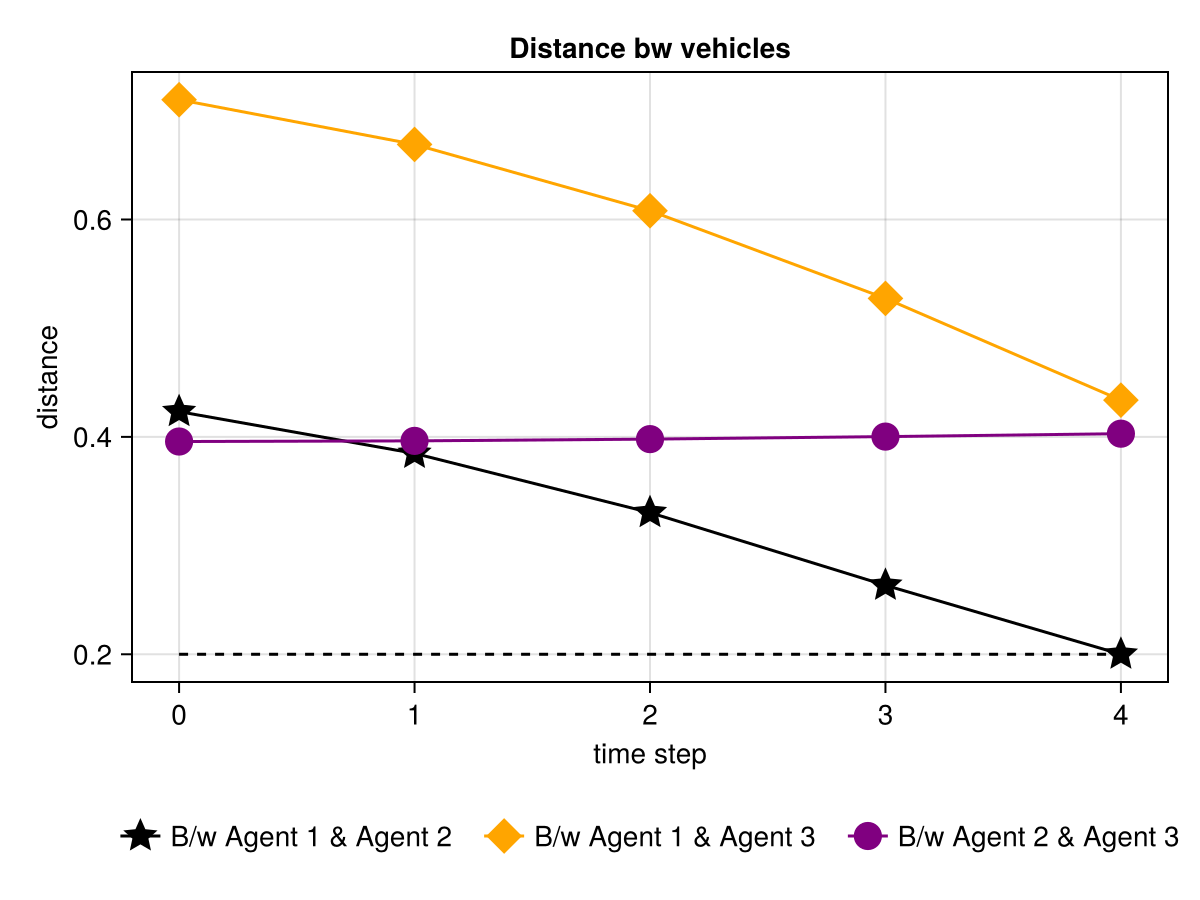 Distance bw vehicles
distance
0.6
0.4
0.2
0 1 2 3 4
time step
B/w Agent 1 & Agent 2 B/w Agent 1 & Agent 3 B/w Agent 2 & Agent 3